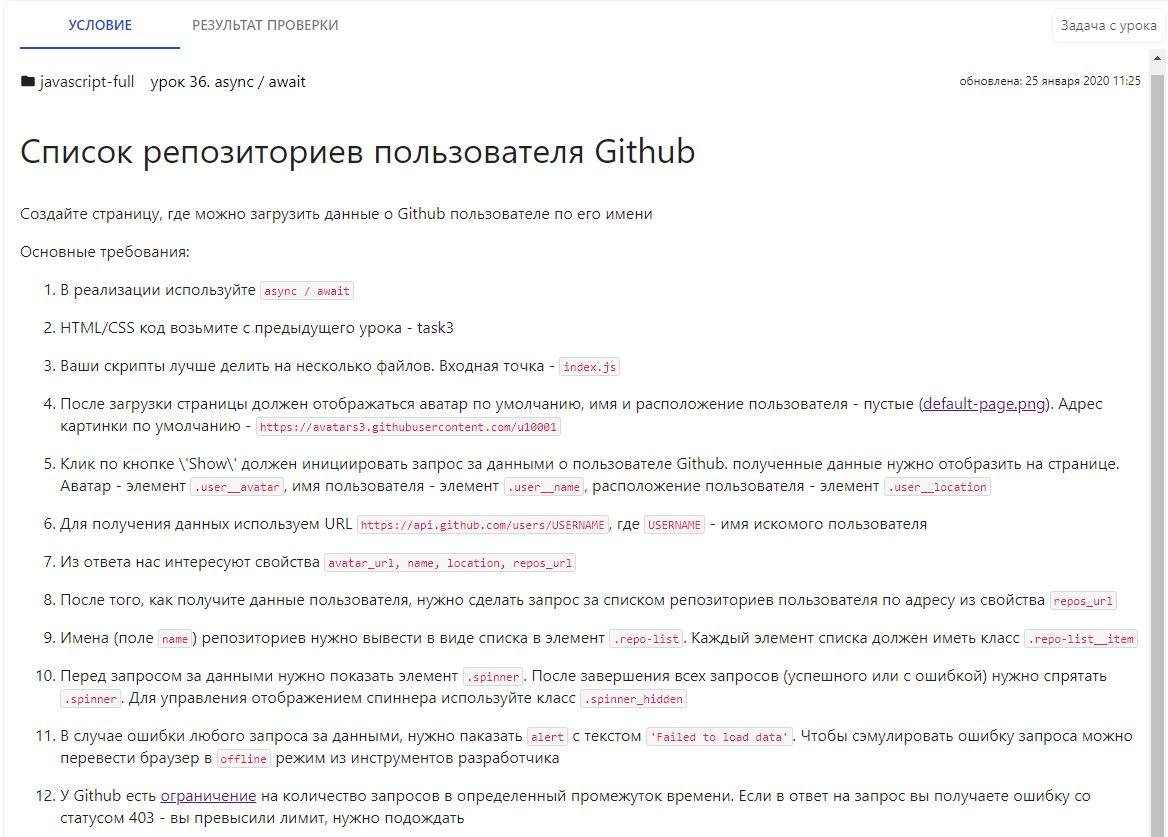 УСЛОВИЕ
РЕЗУЛЬТАТ ПРОВЕРКИ
Задача с урока
javascript-full урок 36. async / await
обновлена: 25 января 2020 11:25
Список репозиториев пользователя Github
Создайте страницу, где можно загрузить данные о Github пользователе по его имени
Основные требования:
1. В реализации используйте async / await
2. HTML/CSS код возьмите с предыдущего урока - task3
3. Ваши скрипты лучше делить на несколько файлов. Входная точка - index.js
4. После загрузки страницы должен отображаться аватар по умолчанию, имя и расположение пользователя - пустые (default-page.png). Адрес
картинки по умолчанию - https://avatars3.githubusercontent.com/u10001
5. Клик по кнопке \'Show\' должен инициировать запрос за данными о пользователе Github. полученные данные нужно отобразить на странице.
Аватар - элемент .user__avatar, имя пользователя - элемент .user__name, расположение пользователя - элемент .user__location
6. Для получения данных используем URL https://api.github.com/users/USERNAME, где USERNAME - имя искомого пользователя
7. Из ответа нас интересуют свойства avatar_url, name, location, repos_url
8. После того, как получите данные пользователя, нужно сделать запрос за списком репозиториев пользователя по адресу из свойства repos_url
9. Имена (поле name) репозиториев нужно вывести в виде списка в элемент .repo-list. Каждый элемент списка должен иметь класс .repo-list__item
10. Перед запросом за данными нужно показать элемент .spinner. После завершения всех запросов (успешного или с ошибкой) нужно спрятать
.spinner. Для управления отображением спиннера используйте класс .spinner_hidden
11. В случае ошибки любого запроса за данными, нужно паказать alert с текстом 'Failed to load data'. Чтобы сэмулировать ошибку запроса можно
перевести браузер в offline режим из инструментов разработчика
12. У Github есть ограничение на количество запросов в определенный промежуток времени. Если в ответ на запрос вы получаете ошибку со
статусом 403 - вы превысили лимит, нужно подождать